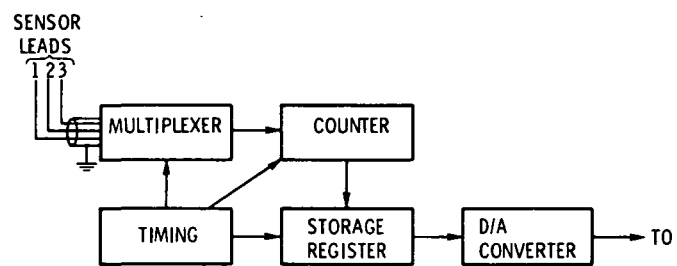 SENSOR
LEADS
1 2 3
MULTIPLEXER
COUNTER
TIMING
STORAGE
REGISTER
D/A
CONVERTER
TO